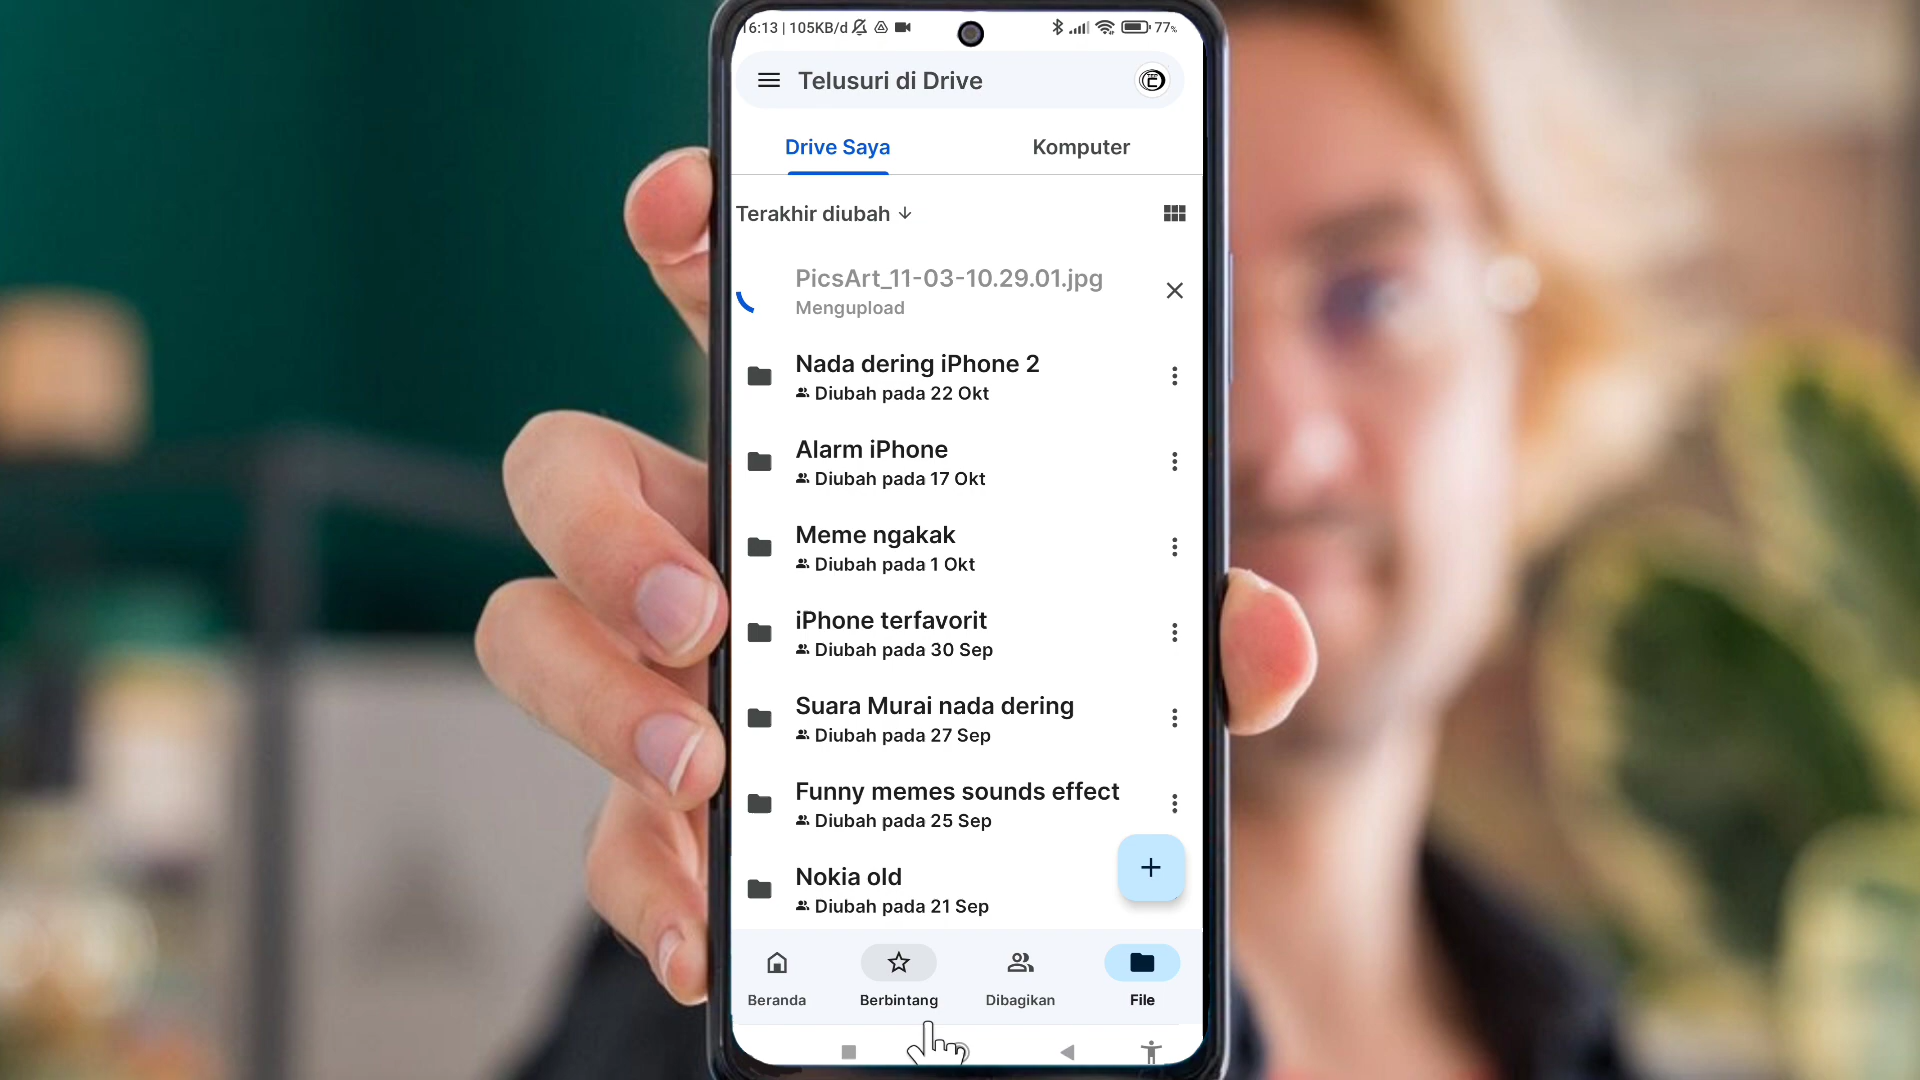 16:13 | 105KB/d
77%
Telusuri di Drive
Drive Saya
Komputer
Terakhir diubah
PicsArt_11-03-10.29.01.jpg
Mengupload
Nada dering iPhone 2
Diubah pada 22 Okt
Alarm iPhone
Diubah pada 17 Okt
Meme ngakak
Diubah pada 1 Okt
iPhone terfavorit
Diubah pada 30 Sep
Suara Murai nada dering
Diubah pada 27 Sep
Funny memes sounds effect
Diubah pada 25 Sep
Nokia old
Diubah pada 21 Sep
Beranda
Berbintang
Dibagikan
File